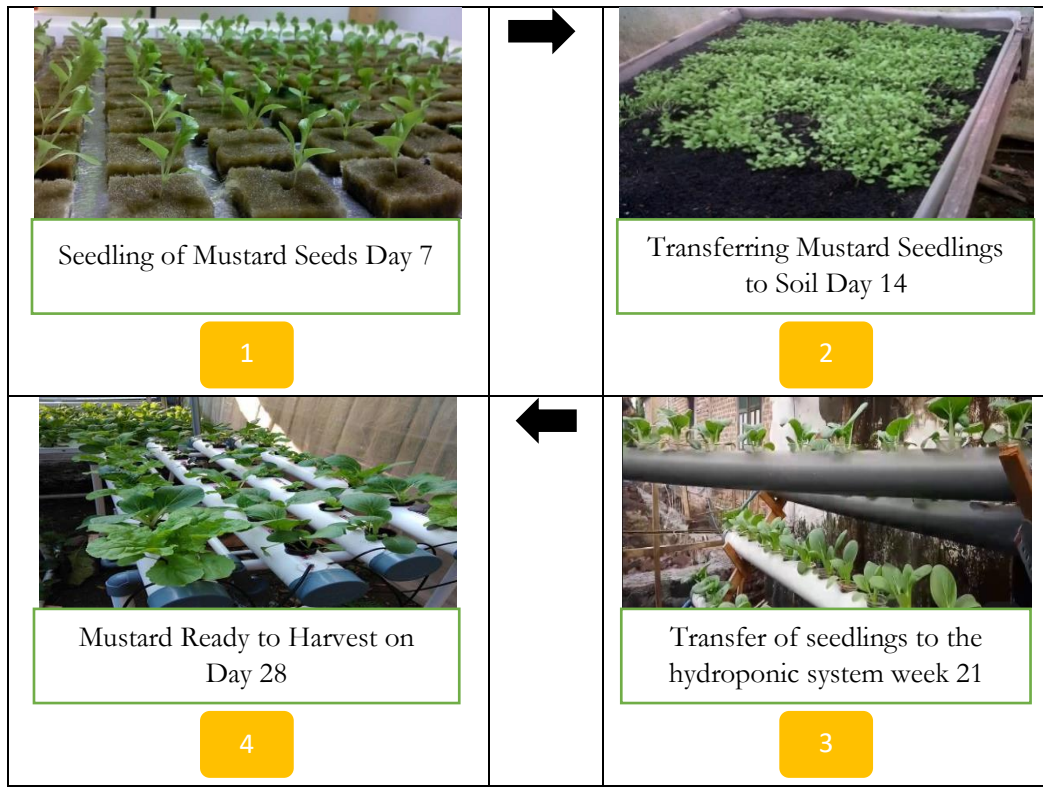 Seedling of Mustard Seeds Day 7
1
Transferring Mustard Seedlings
to Soil Day 14
2
Mustard Ready to Harvest on
Day 28
4
Transfer of seedlings to the
hydroponic system week 21
3